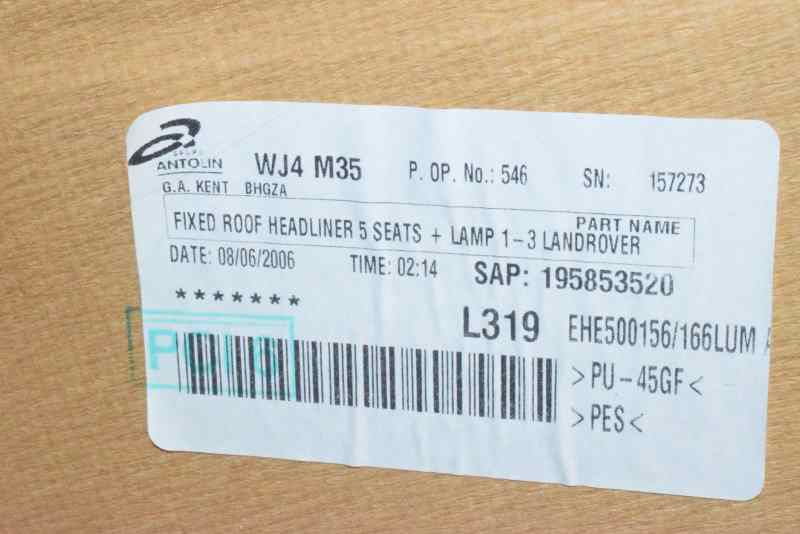 GRUPO
ANTOLIN
WJ4 M35 P. OP. No.: 546 SN: 157273
G.A. KENT BHGZA
PART NAME
FIXED ROOF HEADLINER 5 SEATS + LAMP 1-3 LANDROVER
DATE: 08/06/2006 TIME: 02:14 SAP: 195853520
*******
L319 EHE500156/166LUM A
>PU-45GF<
>PES<